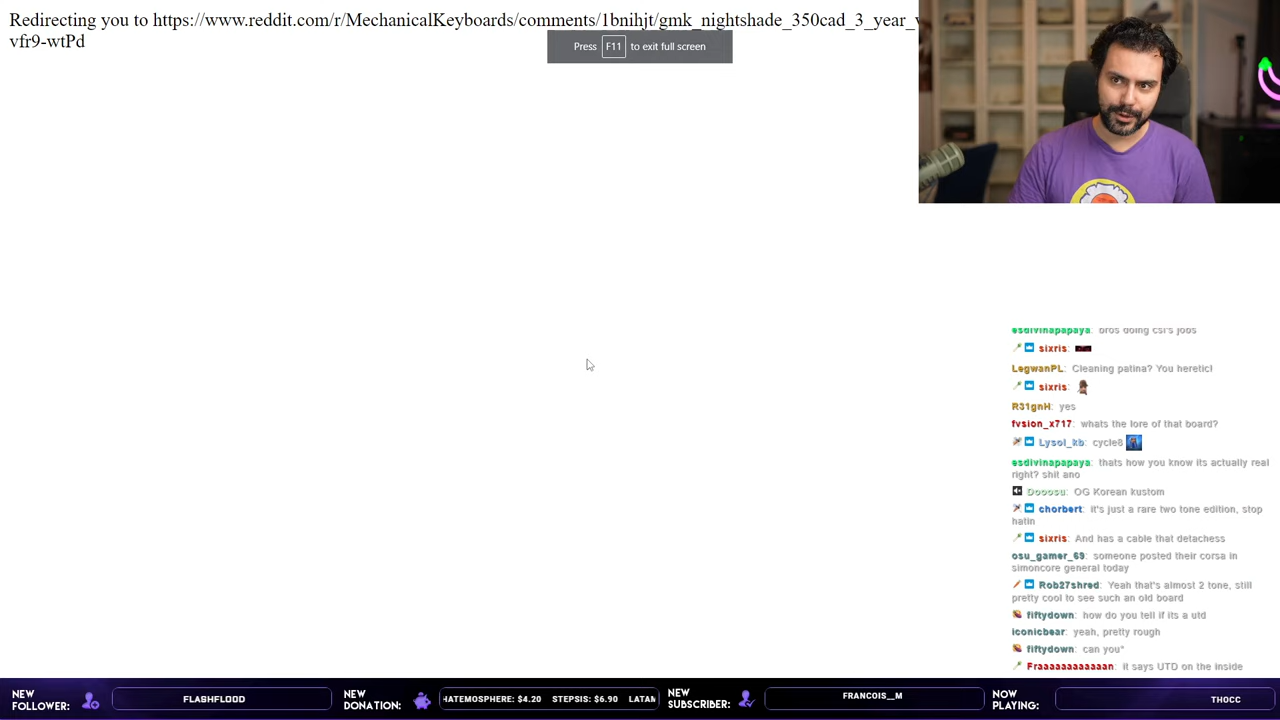 Redirecting you to https://www.reddit.com/r/MechanicalKeyboards/comments/1bnihjt/gmk_nightshade_350cad_3_year_
vfr9-wtPd
Press F11 to exit full screen
esdivinapapaya: bros doing csi's jobs
sixris:
LegwanPL: Cleaning patina? You heretic!
sixris:
R31gnH: yes
fvsion_x717: whats the lore of that board?
Lysol_kb: cycle8
esdivinapapaya: thats how you know its actually real
right? shit ano
Dooosu: OG Korean kustom
chorbert: it's just a rare two tone edition, stop
hatin
sixris: And has a cable that detachess
osu_gamer_69: someone posted their corsa in
simoncore general today
Rob27shred: Yeah that's almost 2 tone, still
pretty cool to see such an old board
fiftydown: how do you tell if its a utd
iconicbear: yeah, pretty rough
fiftydown: can you*
Fraaaaaaaaaaan: it says UTD on the inside
NEW
FOLLOWER:
FLASHFLOOD
NEW
DONATION:
HATEMOSPHERE: $4.20 STEPSIS: $6.90 LATAM
NEW
SUBSCRIBER:
FRANCOIS__M
NOW
PLAYING:
THOCC